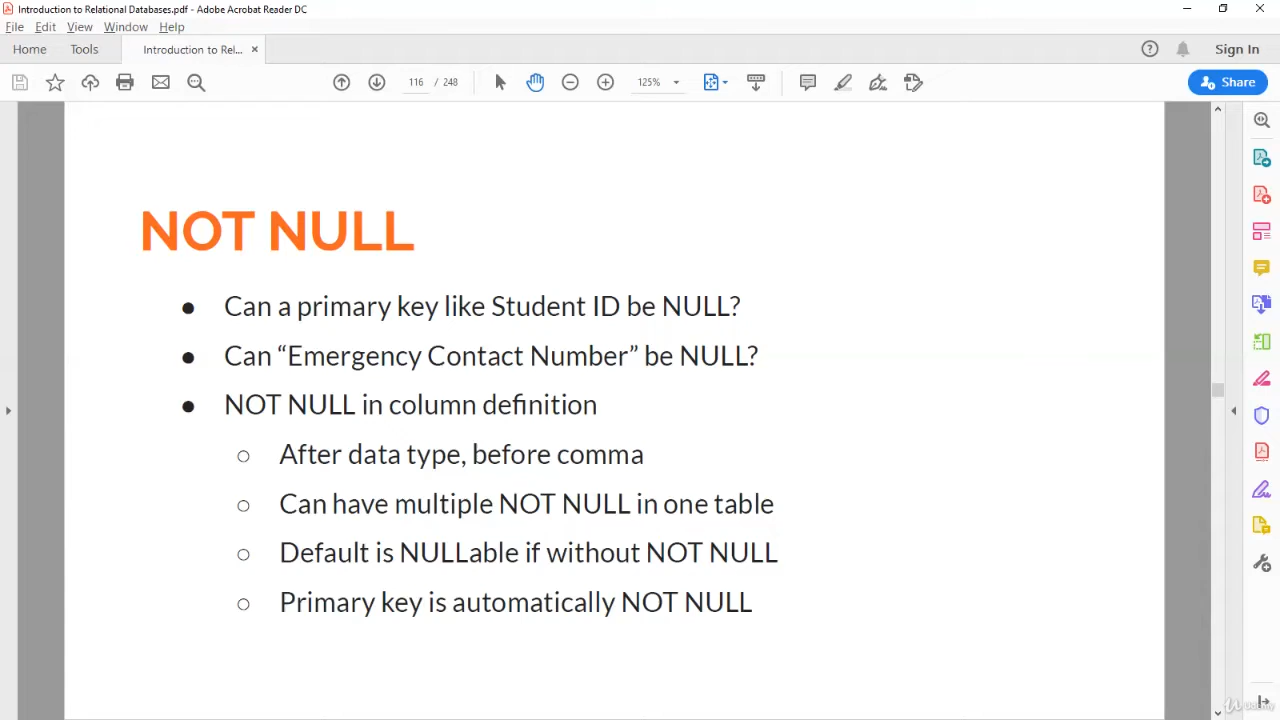 Introduction to Relational Databases.pdf - Adobe Acrobat Reader DC
File Edit View Window Help
Home Tools Introduction to Rel... × Sign In
116 / 248 125% Share
NOT NULL
● Can a primary key like Student ID be NULL?
● Can “Emergency Contact Number” be NULL?
● NOT NULL in column definition
○ After data type, before comma
○ Can have multiple NOT NULL in one table
○ Default is NULLable if without NOT NULL
○ Primary key is automatically NOT NULL
Udemy